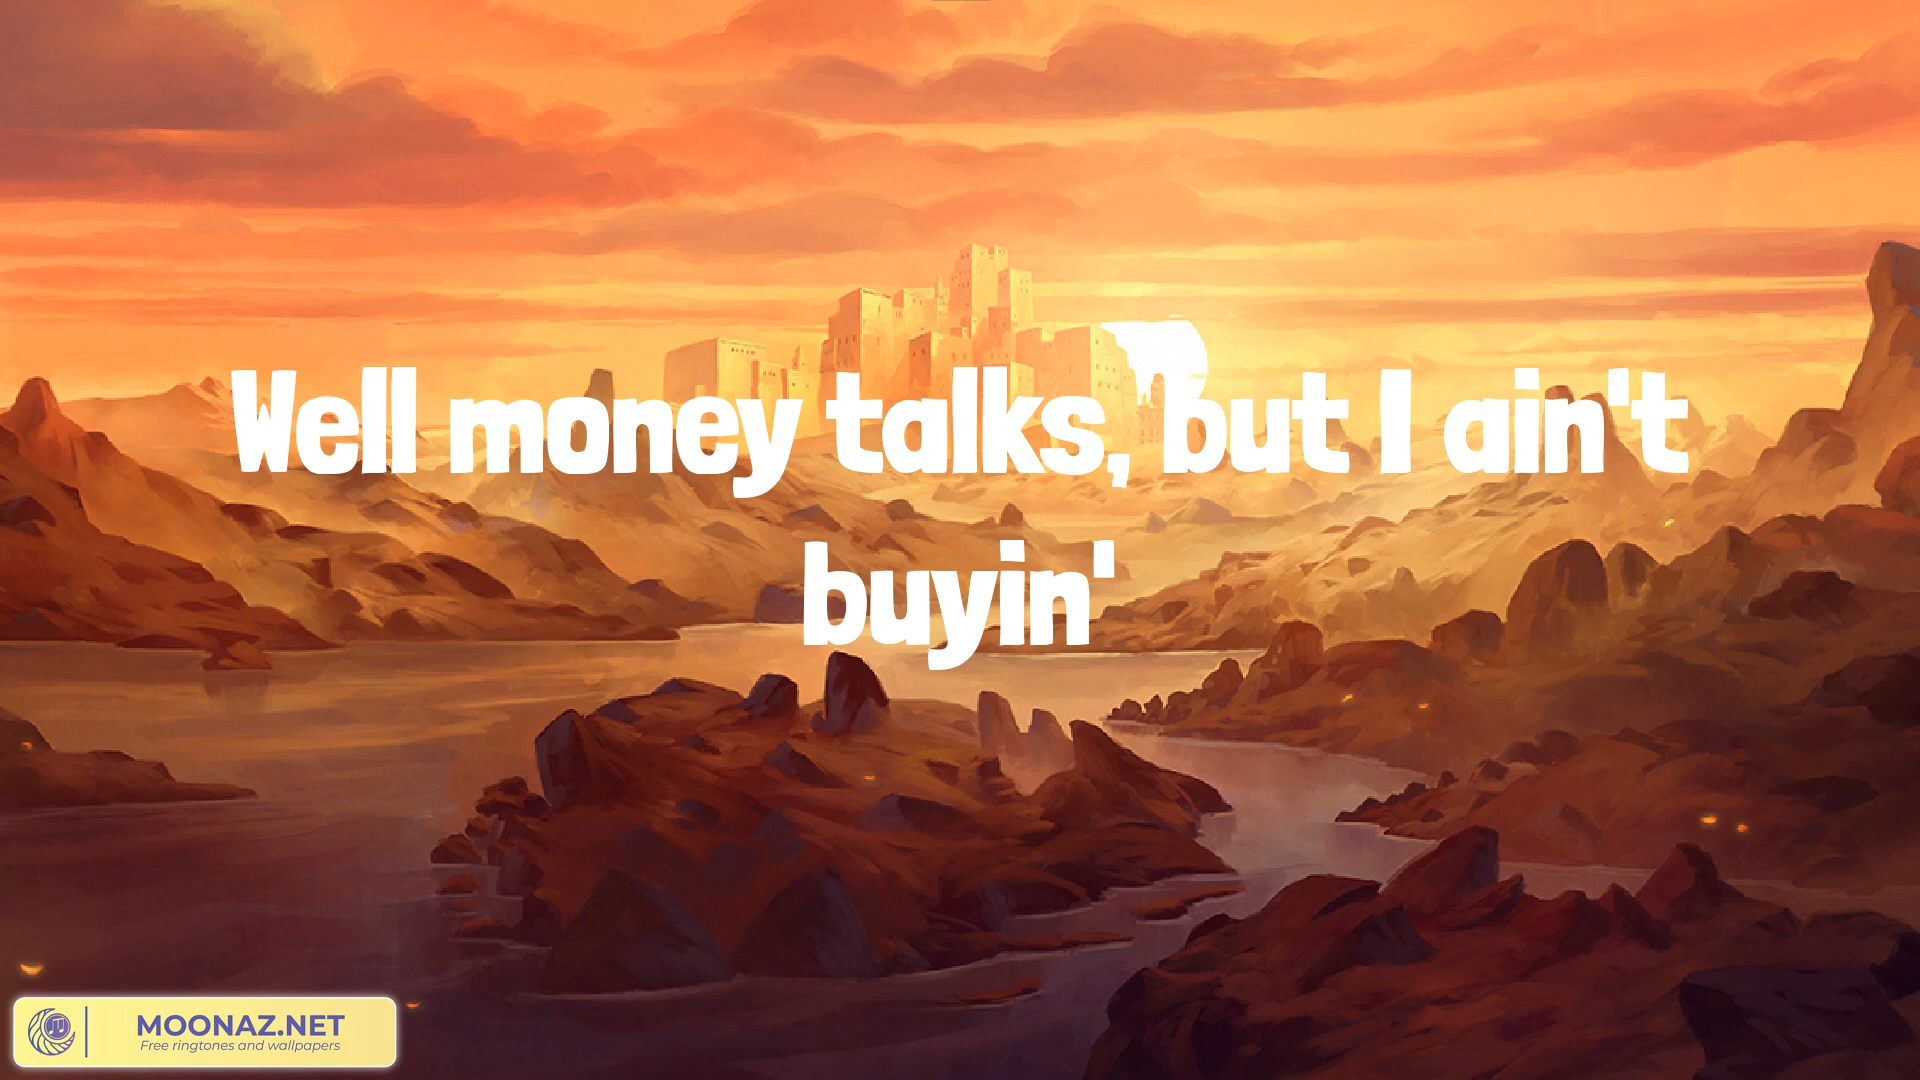 Well money talks, but I ain't
buyin'
MOONAZ.NET
Free ringtones and wallpapers